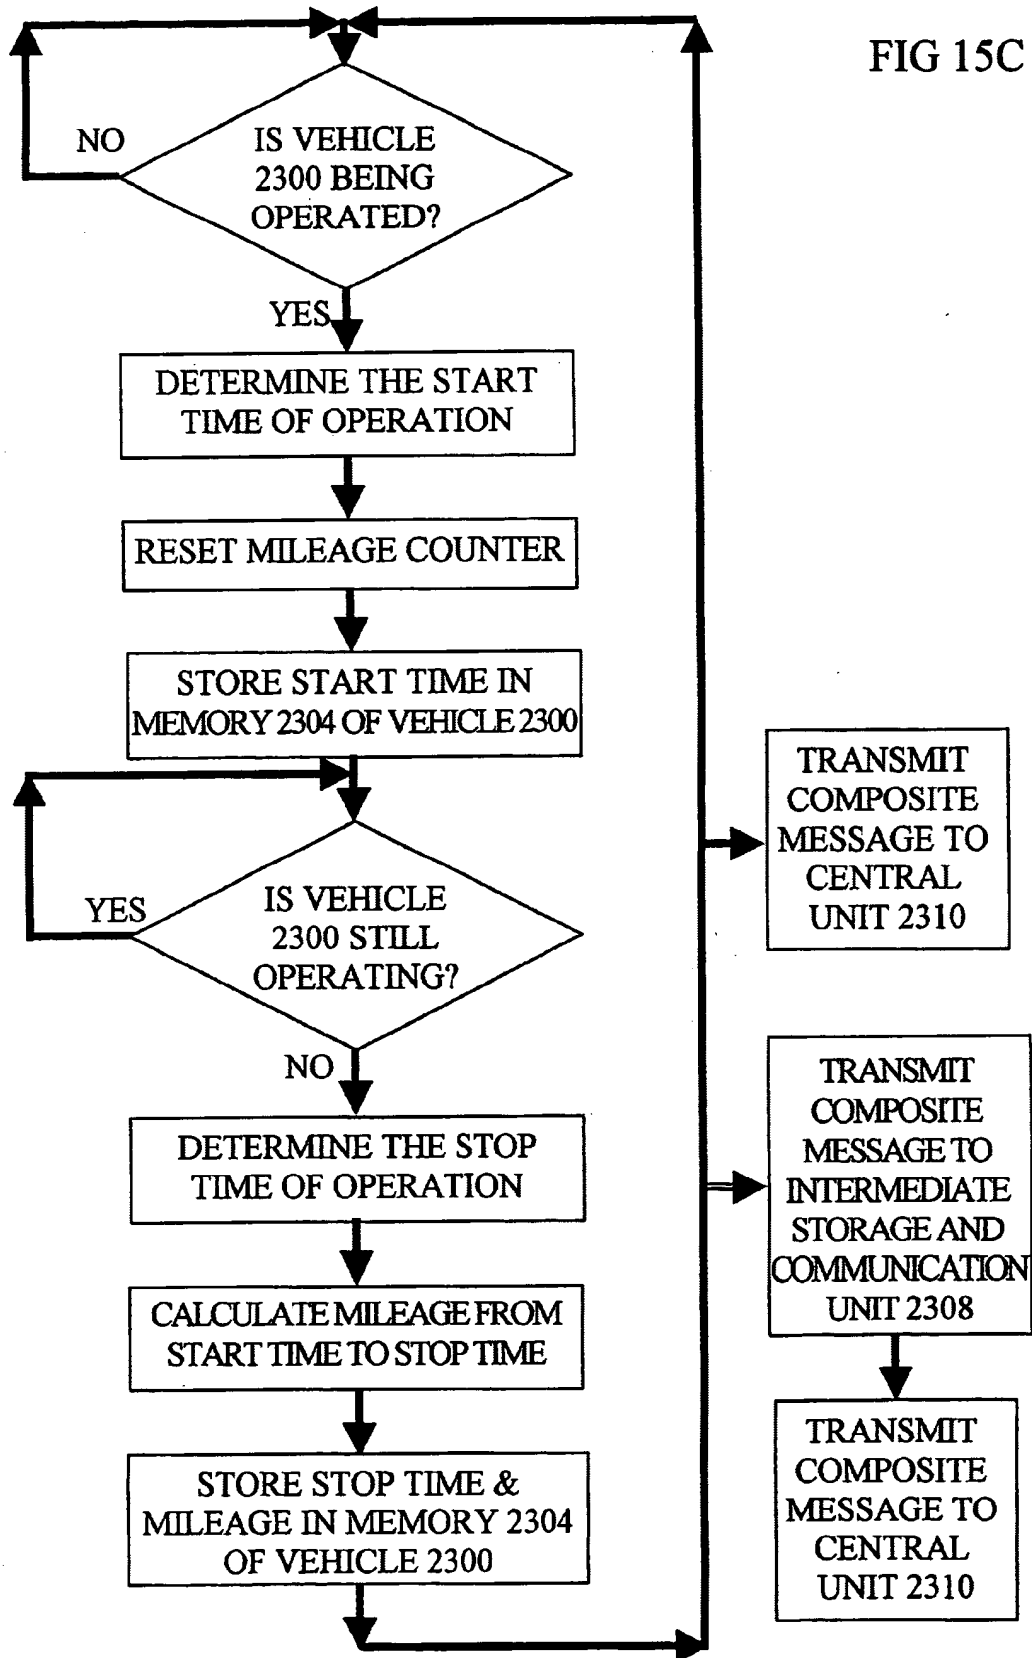 FIG 15C
NO
IS VEHICLE
2300 BEING
OPERATED?
YES
DETERMINE THE START
TIME OF OPERATION
RESET MILEAGE COUNTER
STORE START TIME IN
MEMORY 2304 OF VEHICLE 2300
YES
IS VEHICLE
2300 STILL
OPERATING?
NO
DETERMINE THE STOP
TIME OF OPERATION
CALCULATE MILEAGE FROM
START TIME TO STOP TIME
STORE STOP TIME &
MILEAGE IN MEMORY 2304
OF VEHICLE 2300
TRANSMIT
COMPOSITE
MESSAGE TO
CENTRAL
UNIT 2310
TRANSMIT
COMPOSITE
MESSAGE TO
INTERMEDIATE
STORAGE AND
COMMUNICATION
UNIT 2308
TRANSMIT
COMPOSITE
MESSAGE TO
CENTRAL
UNIT 2310